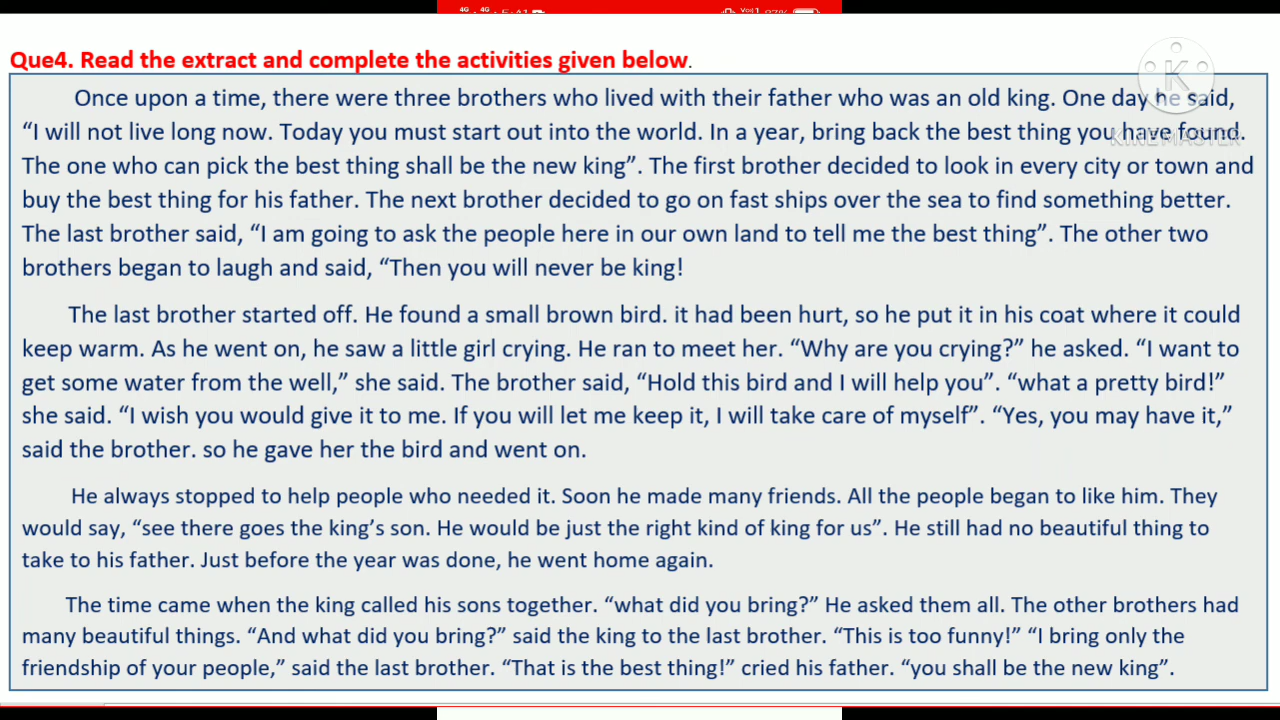 Que4. Read the extract and complete the activities given below.
Once upon a time, there were three brothers who lived with their father who was an old king. One day he said,
“I will not live long now. Today you must start out into the world. In a year, bring back the best thing you have found.
KINEMASTER
The one who can pick the best thing shall be the new king”. The first brother decided to look in every city or town and
buy the best thing for his father. The next brother decided to go on fast ships over the sea to find something better.
The last brother said, “I am going to ask the people here in our own land to tell me the best thing”. The other two
brothers began to laugh and said, “Then you will never be king!
The last brother started off. He found a small brown bird. it had been hurt, so he put it in his coat where it could
keep warm. As he went on, he saw a little girl crying. He ran to meet her. “Why are you crying?” he asked. “I want to
get some water from the well,” she said. The brother said, “Hold this bird and I will help you”. “what a pretty bird!”
she said. “I wish you would give it to me. If you will let me keep it, I will take care of myself”. “Yes, you may have it,”
said the brother. so he gave her the bird and went on.
He always stopped to help people who needed it. Soon he made many friends. All the people began to like him. They
would say, “see there goes the king’s son. He would be just the right kind of king for us”. He still had no beautiful thing to
take to his father. Just before the year was done, he went home again.
The time came when the king called his sons together. “what did you bring?” He asked them all. The other brothers had
many beautiful things. “And what did you bring?” said the king to the last brother. “This is too funny!” “I bring only the
friendship of your people,” said the last brother. “That is the best thing!” cried his father. “you shall be the new king”.